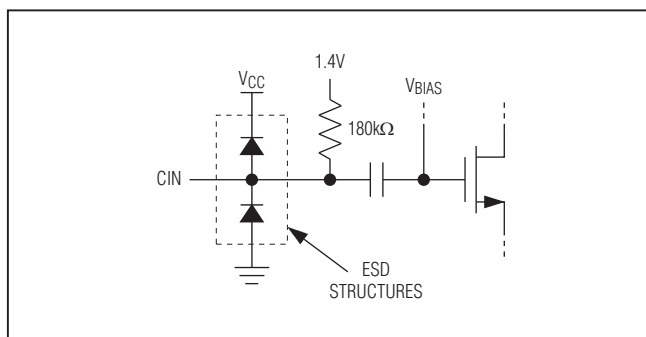 1.4V
VCC
VBIAS
180kΩ
CIN
ESD
STRUCTURES